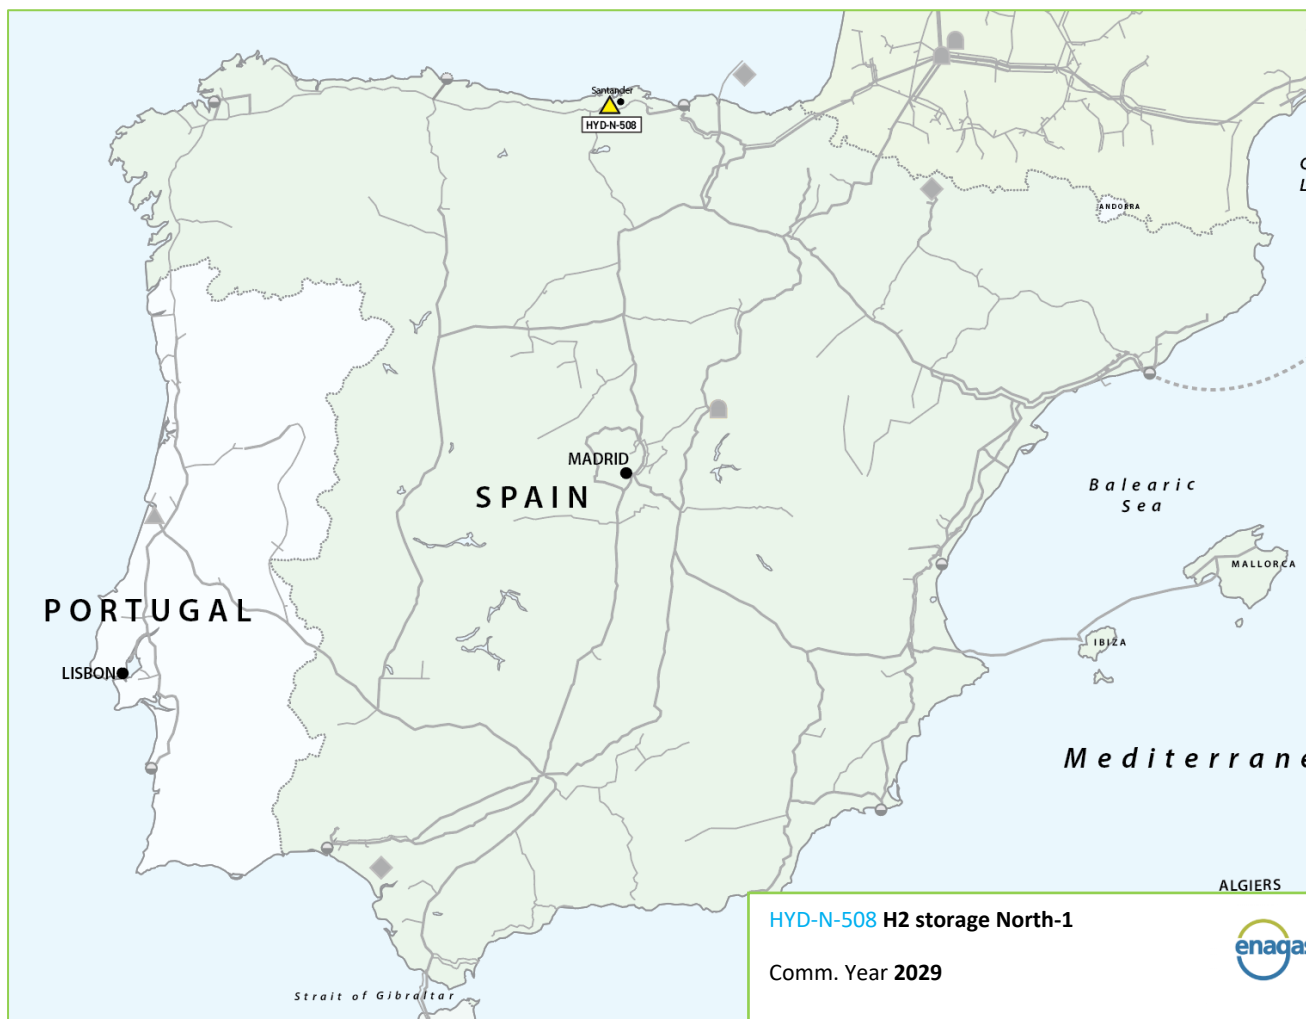 Santander
HYD-N-508
ANDORRA
MADRID
SPAIN
Balearic
Sea
MALLORCA
PORTUGAL
IBIZA
LISBON
Mediterrane
ALGIERS
HYD-N-508 H2 storage North-1
enagas
Comm. Year 2029
Strait of Gibraltar